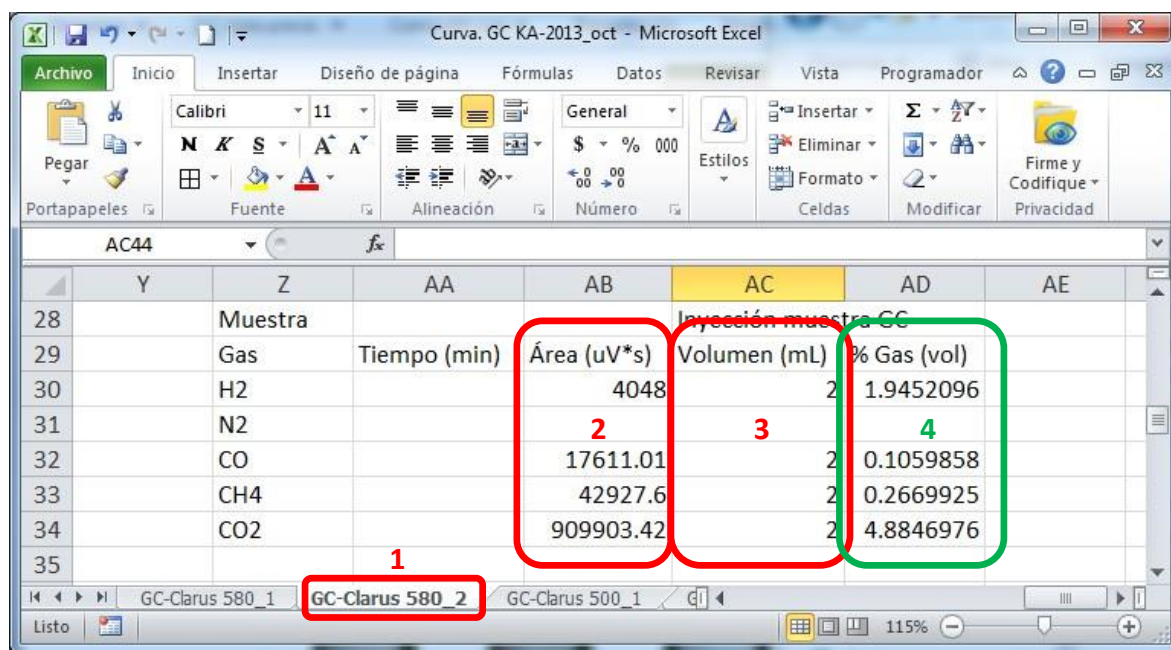 Curva. GC KA-2013_oct - Microsoft Excel
Archivo Inicio Insertar Diseño de página Fórmulas Datos Revisar Vista Programador
Pegar
Calibri 11
N K S A A
A
General
$ % 000
Estilos
Insertar
Eliminar
Formato
Σ
Firme y
Codifique
Portapapeles Fuente Alineación Número Celdas Modificar Privacidad
AC44 fx
Y Z AA AB AC AD AE
28 Muestra Inyección muestra GC
29 Gas Tiempo (min) Área (uV*s) Volumen (mL) % Gas (vol)
30 H2 4048 2 1.9452096
31 N2 2 3 4
32 CO 17611.01 2 0.1059858
33 CH4 42927.6 2 0.2669925
34 CO2 909903.42 2 4.8846976
35 1
GC-Clarus 580_1 GC-Clarus 580_2 GC-Clarus 500_1
Listo 115%